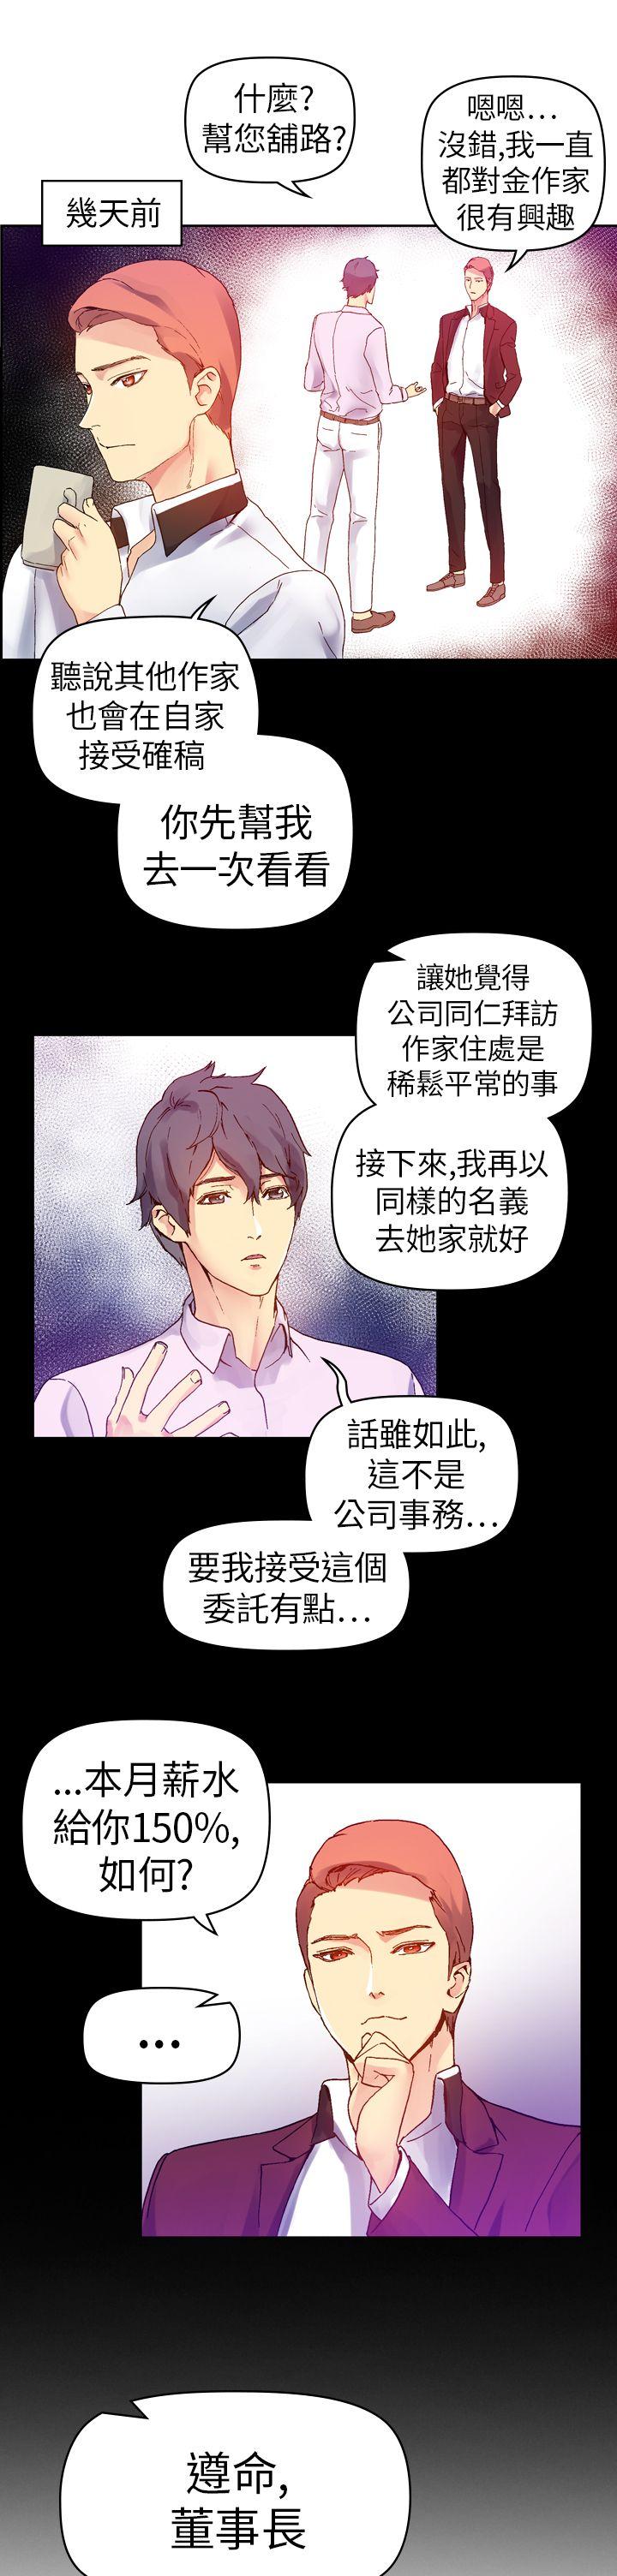 什麼?
幫您舖路?
嗯嗯...
沒錯,我一直
都對金作家
很有興趣
幾天前
聽說其他作家
也會在自家
接受確稿
你先幫我
去一次看看
讓她覺得
公司同仁拜訪
作家住處是
稀鬆平常的事
接下來,我再以
同樣的名義
去她家就好
話雖如此,
這不是
公司事務...
要我接受這個
委託有點...
...本月薪水
給你150%,
如何?
...
遵命,
董事長